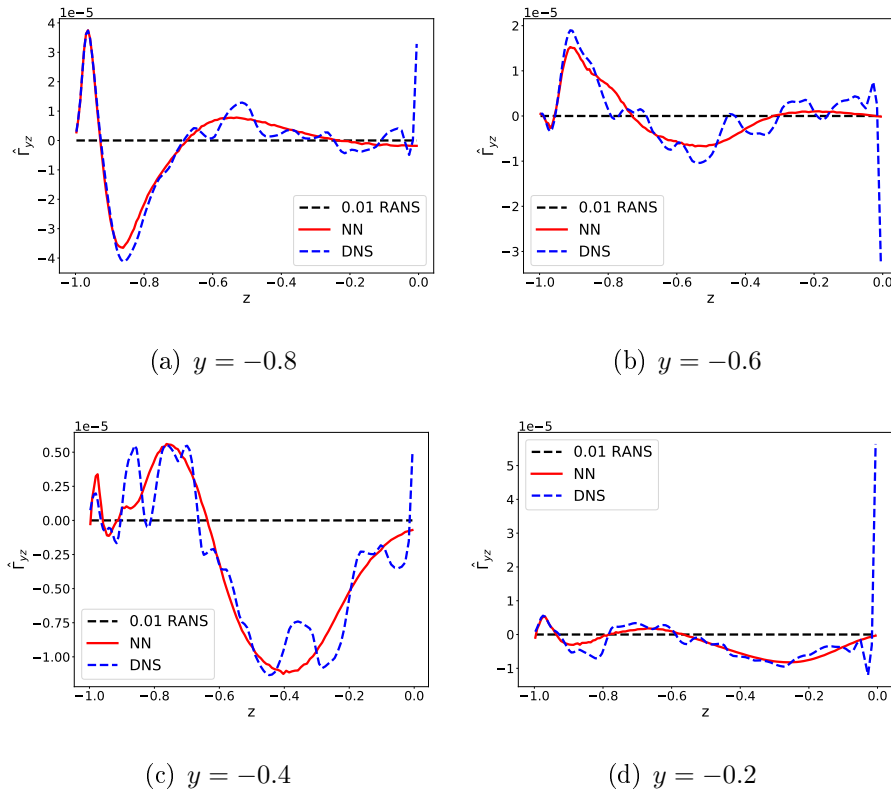 1e−5
4
3
2
1
0
−1
−2
−3
−4
Γ̂yz
0.01 RANS
NN
DNS
−1.0 −0.8 −0.6 −0.4 −0.2 0.0
z
(a) y = −0.8
1e−5
2
1
0
−1
−2
−3
Γ̂yz
0.01 RANS
NN
DNS
−1.0 −0.8 −0.6 −0.4 −0.2 0.0
z
(b) y = −0.6
1e−5
0.50
0.25
0.00
−0.25
−0.50
−0.75
−1.00
Γ̂yz
0.01 RANS
NN
DNS
−1.0 −0.8 −0.6 −0.4 −0.2 0.0
z
(c) y = −0.4
1e−5
5
4
3
2
1
0
−1
Γ̂yz
0.01 RANS
NN
DNS
−1.0 −0.8 −0.6 −0.4 −0.2 0.0
z
(d) y = −0.2